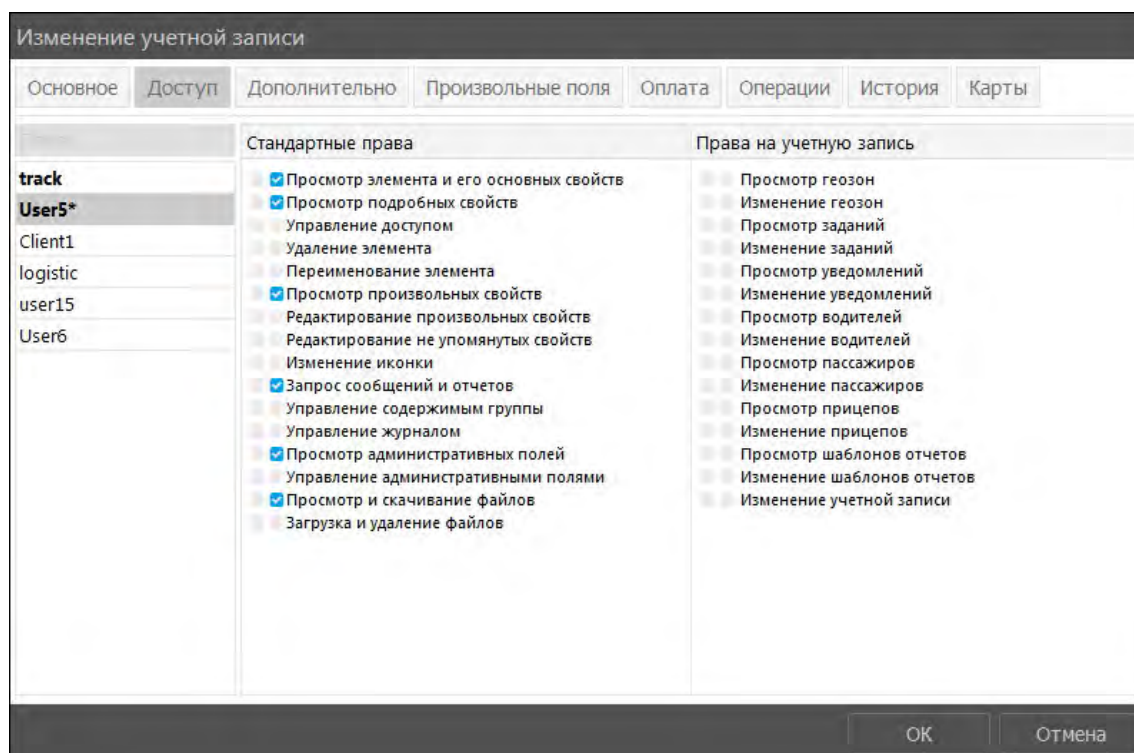 Изменение учетной записи
Основное Доступ Дополнительно Произвольные поля Оплата Операции История Карты
Стандартные права
Права на учетную запись
track
User5*
Client1
logistic
user15
User6
Просмотр элемента и его основных свойств
Просмотр подробных свойств
Управление доступом
Удаление элемента
Переименование элемента
Просмотр произвольных свойств
Редактирование произвольных свойств
Редактирование не упомянутых свойств
Изменение иконки
Запрос сообщений и отчетов
Управление содержимым группы
Управление журналом
Просмотр административных полей
Управление административными полями
Просмотр и скачивание файлов
Загрузка и удаление файлов
Просмотр геозон
Изменение геозон
Просмотр заданий
Изменение заданий
Просмотр уведомлений
Изменение уведомлений
Просмотр водителей
Изменение водителей
Просмотр пассажиров
Изменение пассажиров
Просмотр прицепов
Изменение прицепов
Просмотр шаблонов отчетов
Изменение шаблонов отчетов
Изменение учетной записи
OK Отмена